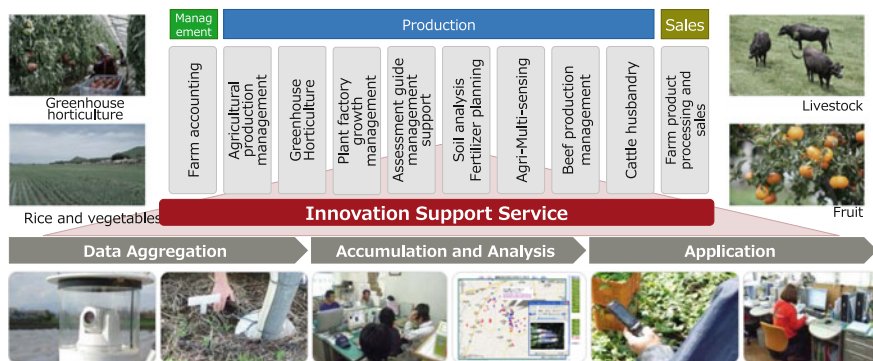 Manag
ement
Production
Sales
Greenhouse
horticulture
Rice and vegetables
Farm accounting
Agricultural
production
management
Greenhouse
Horticulture
Plant factory
growth
management
Assessment guide
management
support
Soil analysis
Fertilizer planning
Agri-Multi-sensing
Beef production
management
Cattle husbandry
Farm product
processing and
sales
Livestock
Fruit
Innovation Support Service
Data Aggregation
Accumulation and Analysis
Application